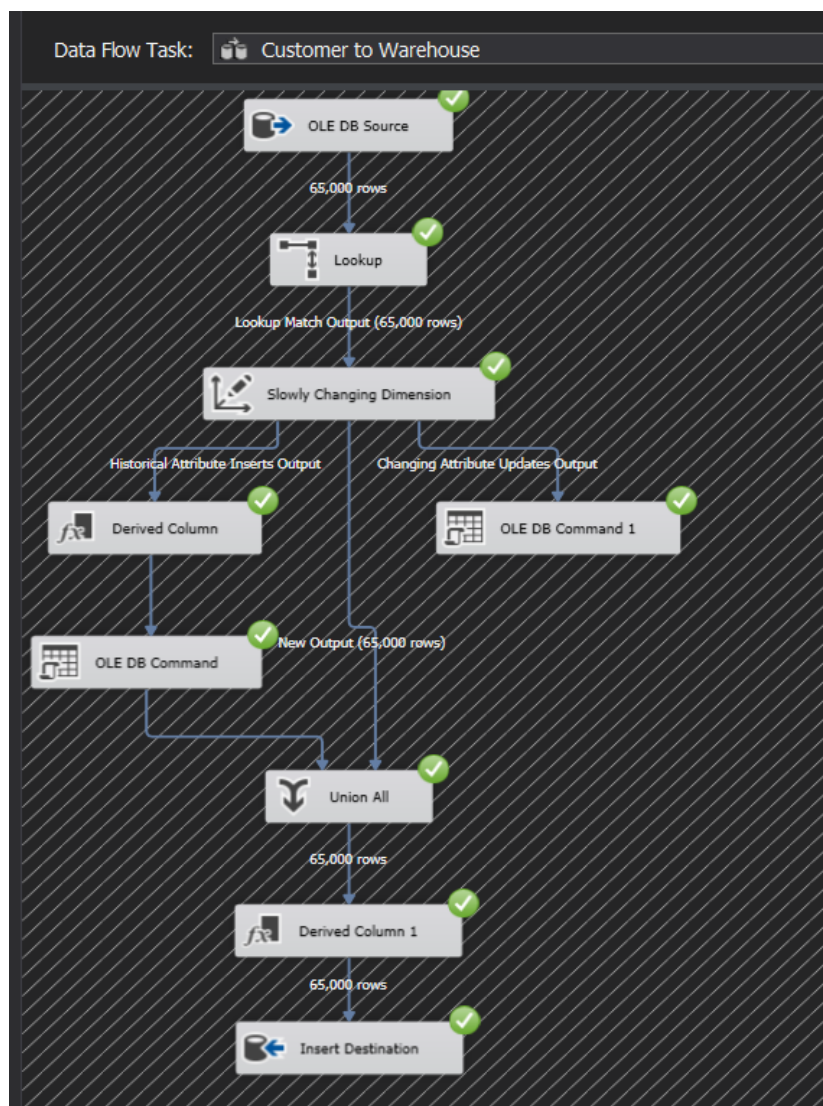 Data Flow Task: Customer to Warehouse
OLE DB Source
65,000 rows
Lookup
Lookup Match Output (65,000 rows)
Slowly Changing Dimension
Historical Attribute Inserts Output
Changing Attribute Updates Output
Derived Column
OLE DB Command 1
New Output (65,000 rows)
OLE DB Command
Union All
65,000 rows
Derived Column 1
65,000 rows
Insert Destination